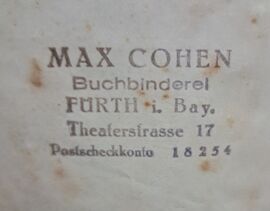 MAX COHEN
Buchbinderei
FÜRTH i. Bay.
Theaterstrasse 17
Postscheckkonto 18254